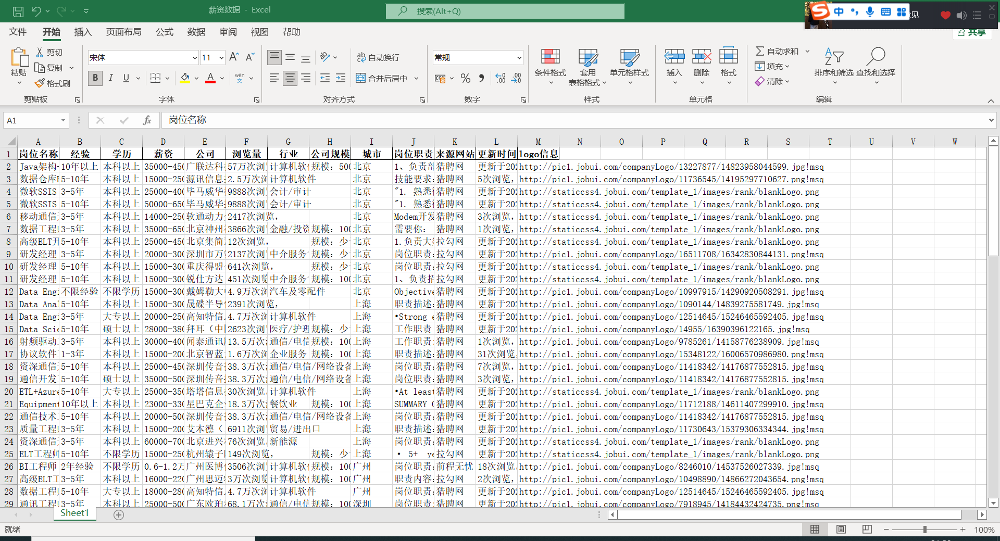 薪资数据 - Excel
搜索(Alt+Q)
中
见
文件 开始 插入 页面布局 公式 数据 审阅 视图 帮助
共享
粘贴 剪切 复制 格式刷 剪贴板
宋体 11 B I U wén 文 A 字体
自动换行 合并后居中 对齐方式
常规 % 数字
条件格式 套用 表格格式 单元格样式 样式
插入 删除 格式 单元格
自动求和 填充 清除 排序和筛选 查找和选择 编辑
A1 fx 岗位名称
A B C D E F G H I J K L M N O P Q R S T U V W
1 岗位名称 经验 学历 薪资 公司 浏览量 行业 公司规模 城市 岗位职责 来源网站 更新时间 logo信息
2 Java架构- 10年以上 本科以上 35000-450 广联达科 57万次浏 计算机软 规模: 500 北京 1、负责部 猎聘网 更新于202 http://pic1.jobui.com/companyLogo/13227877/14823958044599.jpg!msq
3 数据仓库 5-10年 本科以上 15000-250 源讯信息 2.5万次浏 计算机软件 北京 技能要求: 猎聘网 5次浏览, http://pic1.jobui.com/companyLogo/11736545/14195297710627.png!msq
4 微软SSIS 3-5年 本科以上 25000-400 毕马威华 9888次浏 会计/审计 北京 "1. 熟悉 猎聘网 更新于202 http://staticcss4.jobui.com/template_1/images/rank/blankLogo.png
5 微软SSIS 5-10年 本科以上 50000-650 毕马威华 9888次浏 会计/审计 北京 "1. 熟悉 猎聘网 更新于202 http://staticcss4.jobui.com/template_1/images/rank/blankLogo.png
6 移动通信 3-5年 本科以上 14000-250 软通动力 2417次浏览, 北京 Modem开发 猎聘网 3次浏览, http://staticcss4.jobui.com/template_1/images/rank/blankLogo.png
7 数据工程 3-5年 本科以上 35000-650 北京神州 3866次浏 金融/投资 规模: 100 北京 需要你: 猎聘网 1次浏览, http://staticcss4.jobui.com/template_1/images/rank/blankLogo.png
8 高级ELT开 5-10年 本科以上 25000-450 北京集简 12次浏览, 规模: 少 北京 1.负责大 拉勾网 更新于202 http://staticcss4.jobui.com/template_1/images/rank/blankLogo.png
9 研发经理 3-5年 本科以上 20000-300 深圳市万 2137次浏 中介服务 规模: 少 北京 岗位职责: 拉勾网 更新于202 http://pic1.jobui.com/companyLogo/16511708/16342830844131.png!msq
10 研发经理 5-10年 本科以上 15000-300 重庆得盟 641次浏览, 规模: 少 北京 岗位职责: 拉勾网 更新于202 http://staticcss4.jobui.com/template_1/images/rank/blankLogo.png
11 研发经理 5-10年 本科以上 15000-300 锐仕方达 451次浏览 中介服务 规模: 100 北京 1、负责招 拉勾网 更新于202 http://staticcss4.jobui.com/template_1/images/rank/blankLogo.png
12 Data Eng 不限经验 不限学历 15000-300 戴姆勒大 4.9万次浏 汽车及零配件 北京 Objective 猎聘网 更新于202 http://pic1.jobui.com/companyLogo/10997915/14290920508291.jpg!msq
13 Data Ana 5-10年 本科以上 15000-300 晟碟半导 2391次浏览, 上海 职责描述: 猎聘网 更新于202 http://pic1.jobui.com/companyLogo/1090144/14839275581749.jpg!msq
14 Data Eng 3-5年 大专以上 20000-250 高知特信 4.7万次浏 计算机软件 上海 •Strong e 猎聘网 更新于202 http://pic1.jobui.com/companyLogo/12514645/15246465592405.jpg!msq
15 Data Scie 5-10年 硕士以上 28000-380 拜耳（中 2623次浏 医疗/护理 规模: 少 上海 工作职责 猎聘网 更新于202 http://pic1.jobui.com/companyLogo/14955/16390396122165.jpg!msq
16 射频驱动 3-5年 本科以上 30000-400 闻泰通讯 13.5万次 通信/电信 规模: 100 上海 工作职责 猎聘网 1次浏览, http://pic1.jobui.com/companyLogo/9785261/14158776238909.jpg!msq
17 协议软件 1-3年 本科以上 15000-200 北京智蓝 1.6万次浏 企业服务 规模: 100 上海 职责描述: 猎聘网 31次浏览, http://pic1.jobui.com/companyLogo/15348122/16006570986980.png!msq
18 资深通信 5-10年 本科以上 25000-450 深圳传音 38.3万次 通信/电信/网络设备 上海 岗位职责: 猎聘网 7次浏览, http://pic1.jobui.com/companyLogo/11418342/14176877552815.jpg!msq
19 通信开发 5-10年 硕士以上 35000-500 深圳传音 38.3万次 通信/电信/网络设备 上海 岗位职责: 猎聘网 3次浏览, http://pic1.jobui.com/companyLogo/11418342/14176877552815.jpg!msq
20 ETL+Azure 5-10年 大专以上 25000-350 塔塔信息 30次浏览, 计算机软件 上海 •At least 猎聘网 更新于202 http://staticcss4.jobui.com/template_1/images/rank/blankLogo.png
21 Equipment 10年以上 本科以上 23000-330 星巴克企 18.3万次 餐饮业 规模: 100 上海 SUMMARY O 猎聘网 更新于202 http://pic1.jobui.com/companyLogo/11712188/14611407299910.jpg!msq
22 通信技术 5-10年 本科以上 20000-500 深圳传音 38.3万次 通信/电信/网络设备 上海 岗位职责: 猎聘网 更新于202 http://pic1.jobui.com/companyLogo/11418342/14176877552815.jpg!msq
23 质量工程 3-5年 本科以上 15000-200 艾本德（ 6911次浏 贸易/进出口 上海 职责描述: 猎聘网 更新于202 http://pic1.jobui.com/companyLogo/11730643/15379306334344.jpg!msq
24 资深通信 3-5年 本科以上 60000-700 北京进兴 76次浏览, 新能源 上海 岗位职责: 猎聘网 更新于202 http://staticcss4.jobui.com/template_1/images/rank/blankLogo.png
25 ELT工程师 5-10年 不限学历 15000-250 杭州辕子 149次浏览, 规模: 少 上海 • 5+ ye 拉勾网 更新于202 http://staticcss4.jobui.com/template_1/images/rank/blankLogo.png
26 BI工程师 2年经验 不限学历 0.6-1.2万 广州医博 3506次浏 计算机软 规模: 100 广州 岗位职责: 前程无忧 18次浏览, http://pic1.jobui.com/companyLogo/8246010/14537526027339.jpg!msq
27 高级ELT工 3-5年 本科以上 16000-220 广州思迈 3万次浏览 计算机软 规模: 100 广州 职责内容: 拉勾网 2次浏览, http://pic1.jobui.com/companyLogo/10498890/14866272043654.png!msq
28 数据工程 5-10年 大专以上 18000-280 高知特信 4.7万次浏 计算机软件 广州 岗位职责: 猎聘网 更新于202 http://pic1.jobui.com/companyLogo/12514645/15246465592405.jpg!msq
29 通讯工程 3-5年 本科以上 25000-500 广东欧珀 68.1万次 通信/电信 规模: 100 深圳 岗位职责: 猎聘网 更新于202 http://pic1.jobui.com/companyLogo/7918945/14184432424735.png!msq
Sheet1
就绪 100%